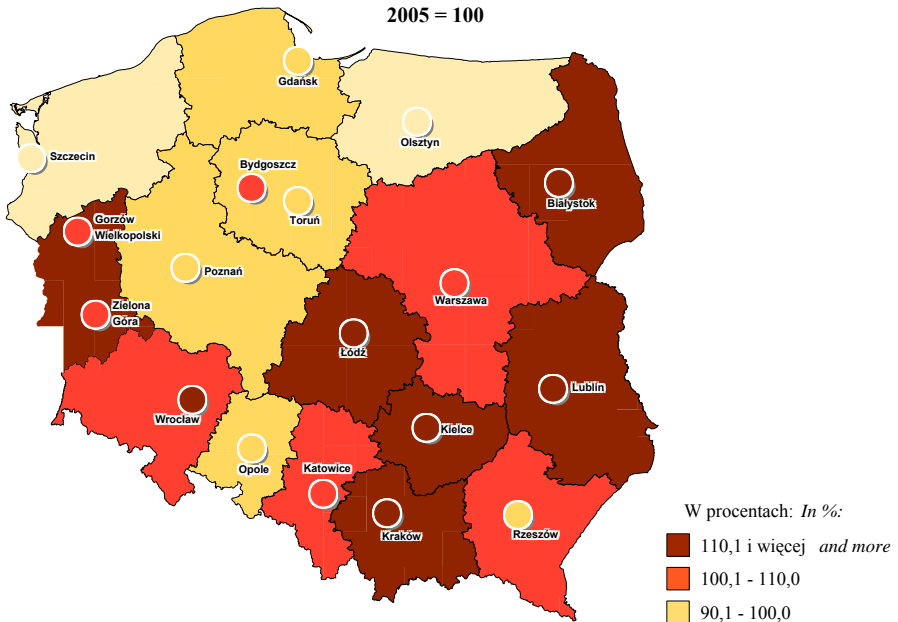 2005 = 100
Gdańsk
Olsztyn
Szczecin
Bydgoszcz
Toruń
Białystok
Gorzów
Wielkopolski
Poznań
Warszawa
Zielona
Góra
Łódź
Lublin
Wrocław
Kielce
Opole
Katowice
Kraków
Rzeszów
W procentach: In %:
110,1 i więcej and more
100,1 - 110,0
90,1 - 100,0